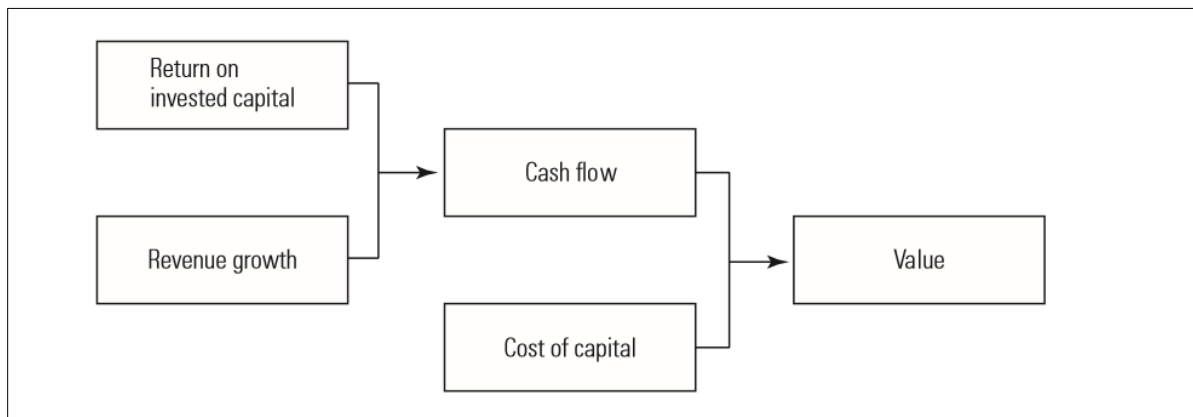 Return on
invested capital
Cash flow
Revenue growth
Value
Cost of capital